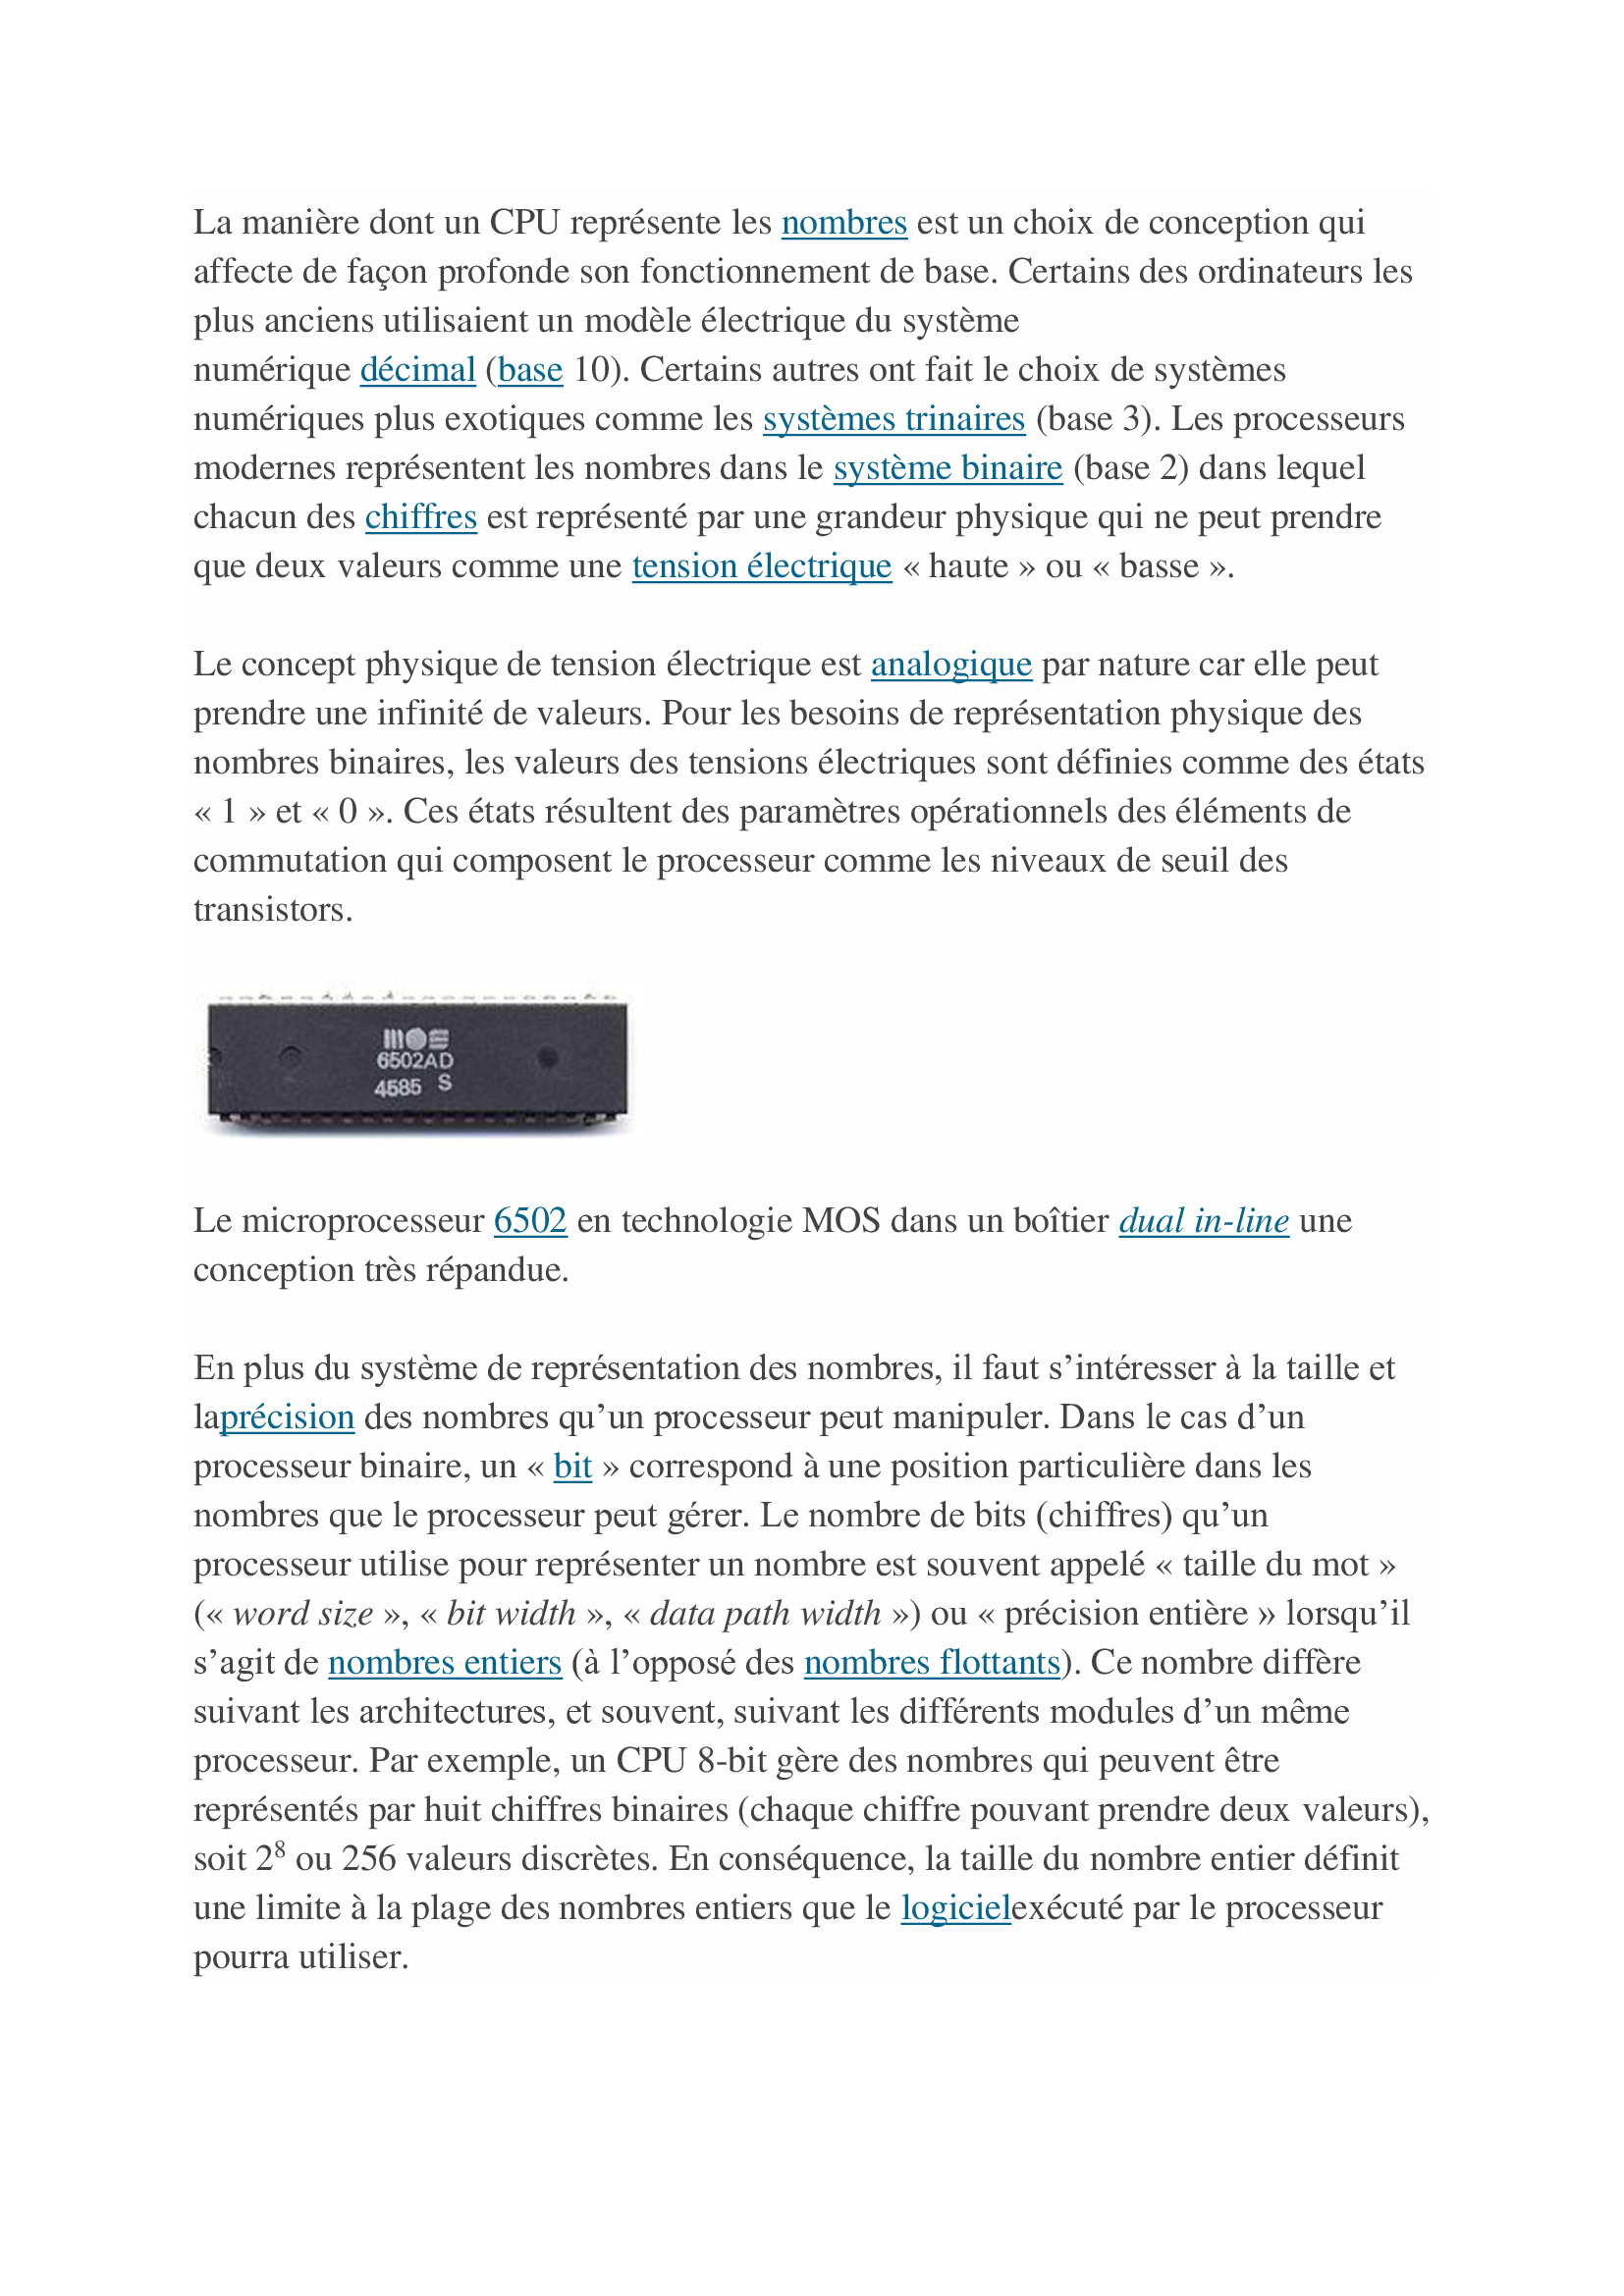 La manière dont un CPU représente les nombres est un choix de conception qui
affecte de façon profonde son fonctionnement de base. Certains des ordinateurs les
plus anciens utilisaient un modèle électrique du système
numérique décimal (base 10). Certains autres ont fait le choix de systèmes
numériques plus exotiques comme les systèmes trinaires (base 3). Les processeurs
modernes représentent les nombres dans le système binaire (base 2) dans lequel
chacun des chiffres est représenté par une grandeur physique qui ne peut prendre
que deux valeurs comme une tension électrique « haute » ou « basse ».
Le concept physique de tension électrique est analogique par nature car elle peut
prendre une infinité de valeurs. Pour les besoins de représentation physique des
nombres binaires, les valeurs des tensions électriques sont définies comme des états
« 1 » et « 0 ». Ces états résultent des paramètres opérationnels des éléments de
commutation qui composent le processeur comme les niveaux de seuil des
transistors.
mos
6502AD
4585 S
Le microprocesseur 6502 en technologie MOS dans un boîtier dual in-line une
conception très répandue.
En plus du système de représentation des nombres, il faut s’intéresser à la taille et
laprécision des nombres qu’un processeur peut manipuler. Dans le cas d’un
processeur binaire, un « bit » correspond à une position particulière dans les
nombres que le processeur peut gérer. Le nombre de bits (chiffres) qu’un
processeur utilise pour représenter un nombre est souvent appelé « taille du mot »
(« word size », « bit width », « data path width ») ou « précision entière » lorsqu’il
s’agit de nombres entiers (à l’opposé des nombres flottants). Ce nombre diffère
suivant les architectures, et souvent, suivant les différents modules d’un même
processeur. Par exemple, un CPU 8-bit gère des nombres qui peuvent être
représentés par huit chiffres binaires (chaque chiffre pouvant prendre deux valeurs),
soit 2⁸ ou 256 valeurs discrètes. En conséquence, la taille du nombre entier définit
une limite à la plage des nombres entiers que le logicielexécuté par le processeur
pourra utiliser.